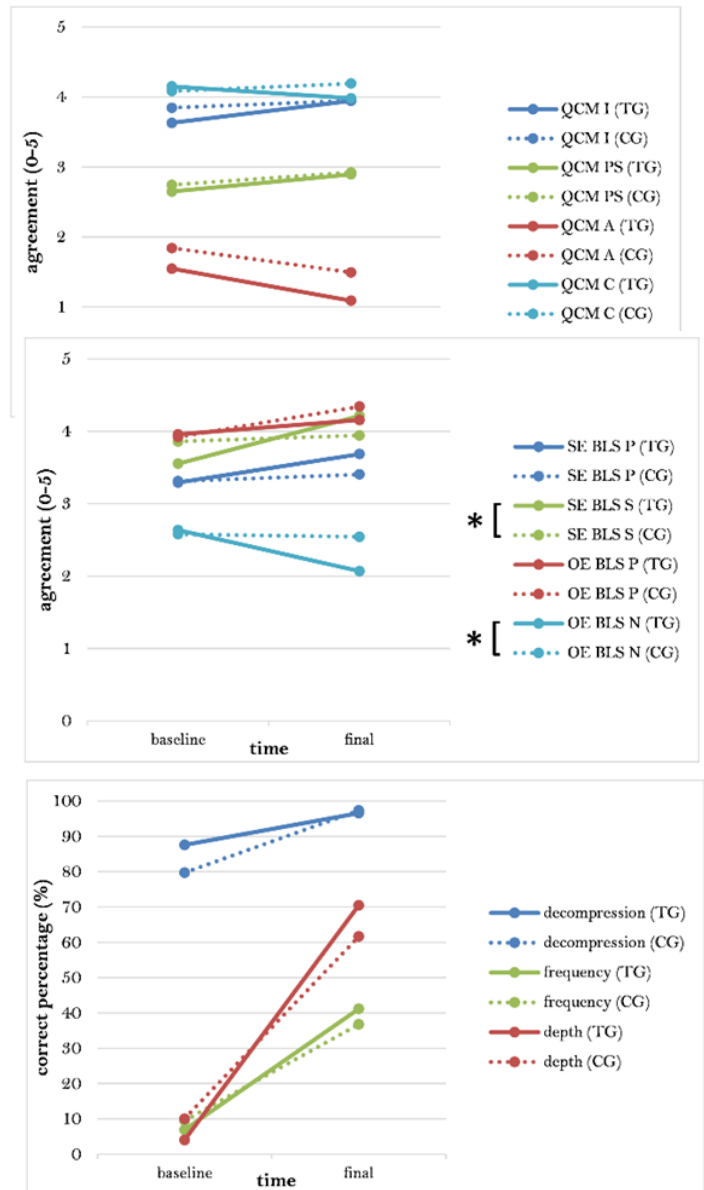 5
4
3
2
1
agreement (0-5)
QCM I (TG)
QCM I (CG)
QCM PS (TG)
QCM PS (CG)
QCM A (TG)
QCM A (CG)
QCM C (TG)
QCM C (CG)
5
4
3
2
1
0
agreement (0-5)
baseline
time
final
SE BLS P (TG)
SE BLS P (CG)
* [ SE BLS S (TG)
SE BLS S (CG)
OE BLS P (TG)
OE BLS P (CG)
* [ OE BLS N (TG)
OE BLS N (CG)
100
90
80
70
60
50
40
30
20
10
0
correct percentage (%)
baseline
time
final
decompression (TG)
decompression (CG)
frequency (TG)
frequency (CG)
depth (TG)
depth (CG)